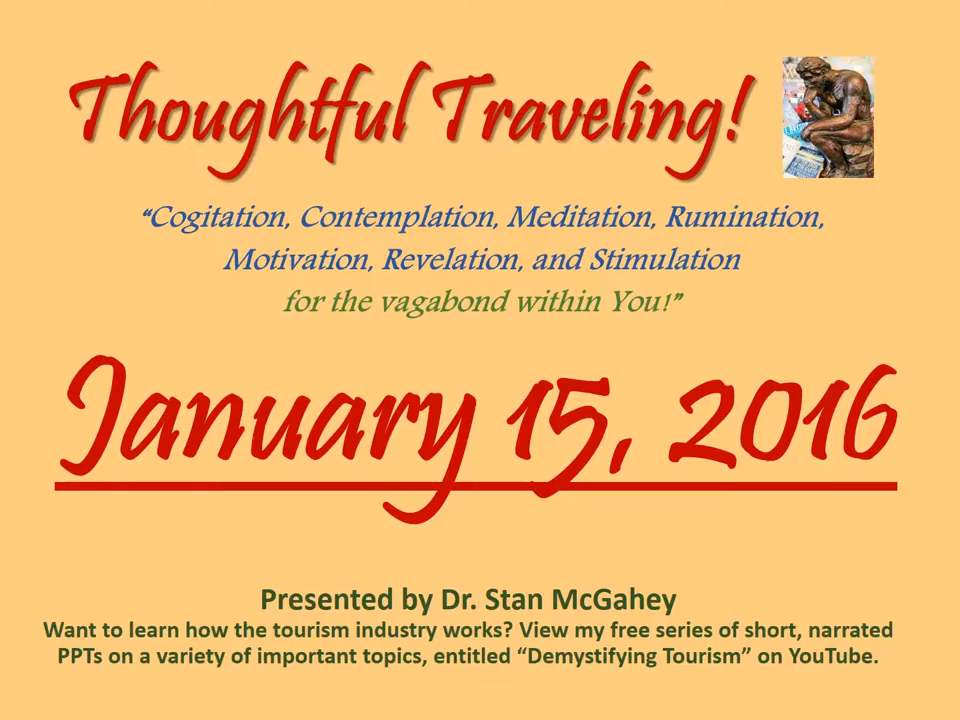 Thoughtful Traveling!
“Cogitation, Contemplation, Meditation, Rumination,
Motivation, Revelation, and Stimulation
for the vagabond within You!”
January 15, 2016
Presented by Dr. Stan McGahey
Want to learn how the tourism industry works? View my free series of short, narrated
PPTs on a variety of important topics, entitled “Demystifying Tourism” on YouTube.